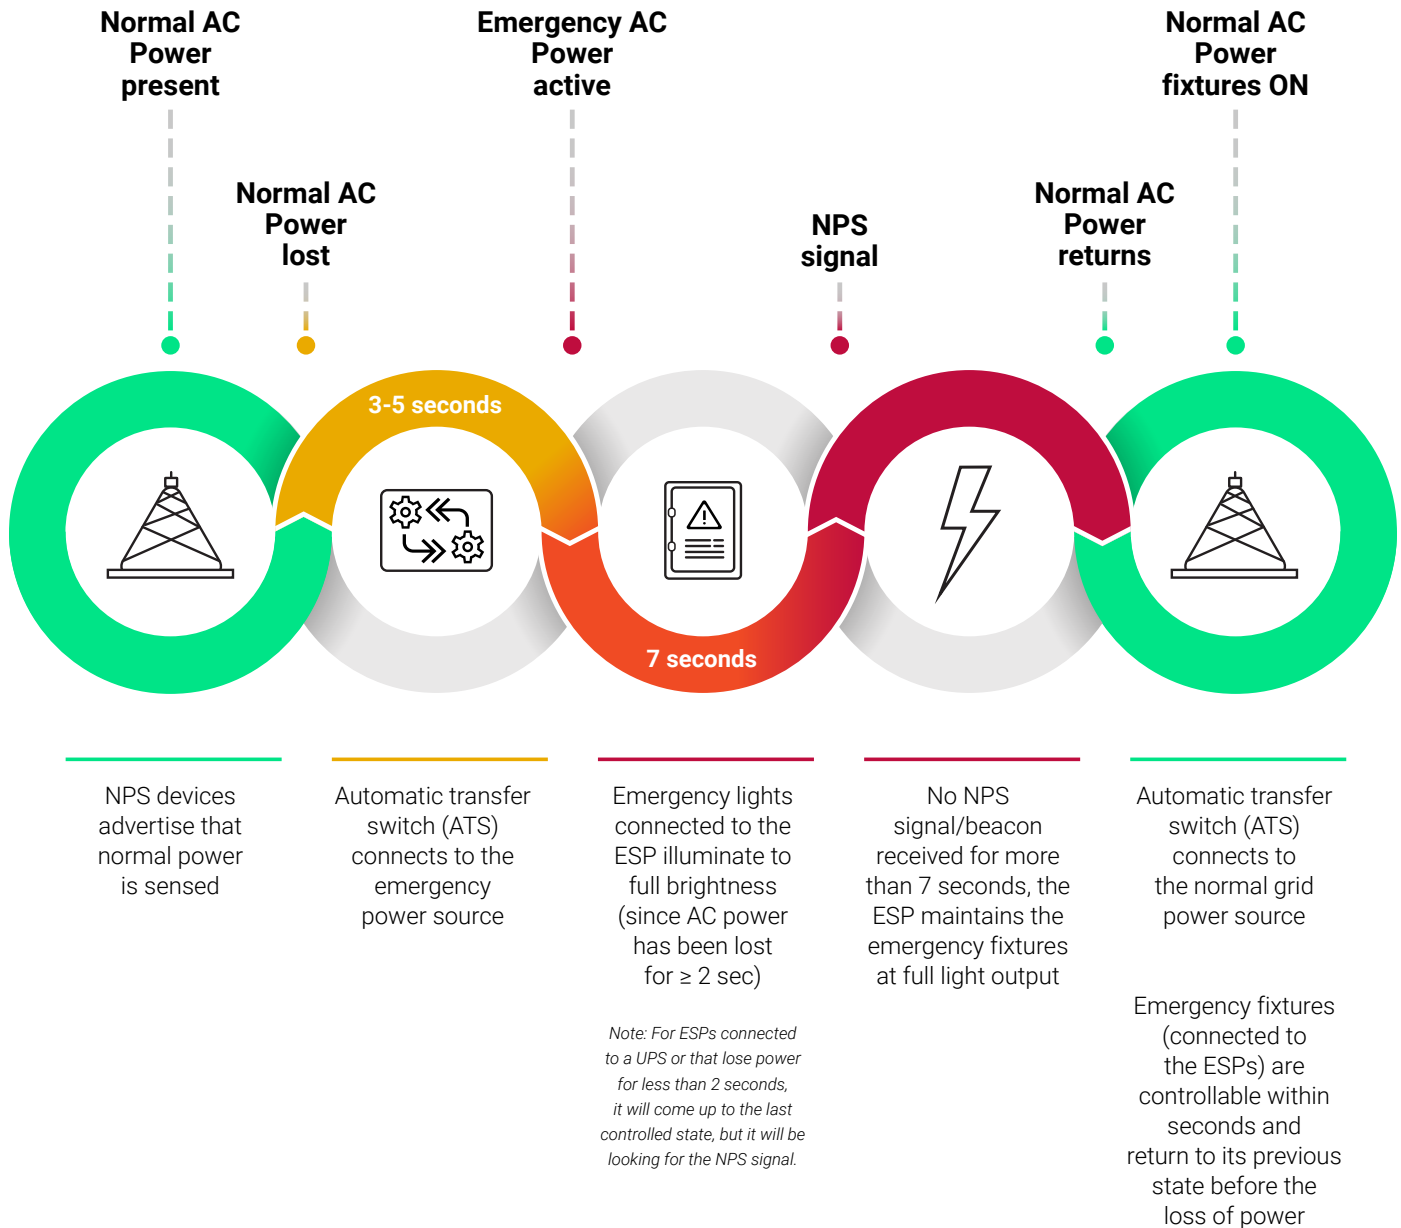 Normal AC
Power
present
Emergency AC
Power
active
Normal AC
Power
fixtures ON
Normal AC
Power
lost
NPS
signal
Normal AC
Power
returns
3-5 seconds
7 seconds
NPS devices
advertise that
normal power
is sensed
Automatic transfer
switch (ATS)
connects to the
emergency
power source
Emergency lights
connected to the
ESP illuminate to
full brightness
(since AC power
has been lost
for ≥ 2 sec)
Note: For ESPs connected
to a UPS or that lose power
for less than 2 seconds,
it will come up to the last
controlled state, but it will be
looking for the NPS signal.
No NPS
signal/beacon
received for more
than 7 seconds, the
ESP maintains the
emergency fixtures
at full light output
Automatic transfer
switch (ATS)
connects to
the normal grid
power source
Emergency fixtures
(connected to
the ESPs) are
controllable within
seconds and
return to its previous
state before the
loss of power